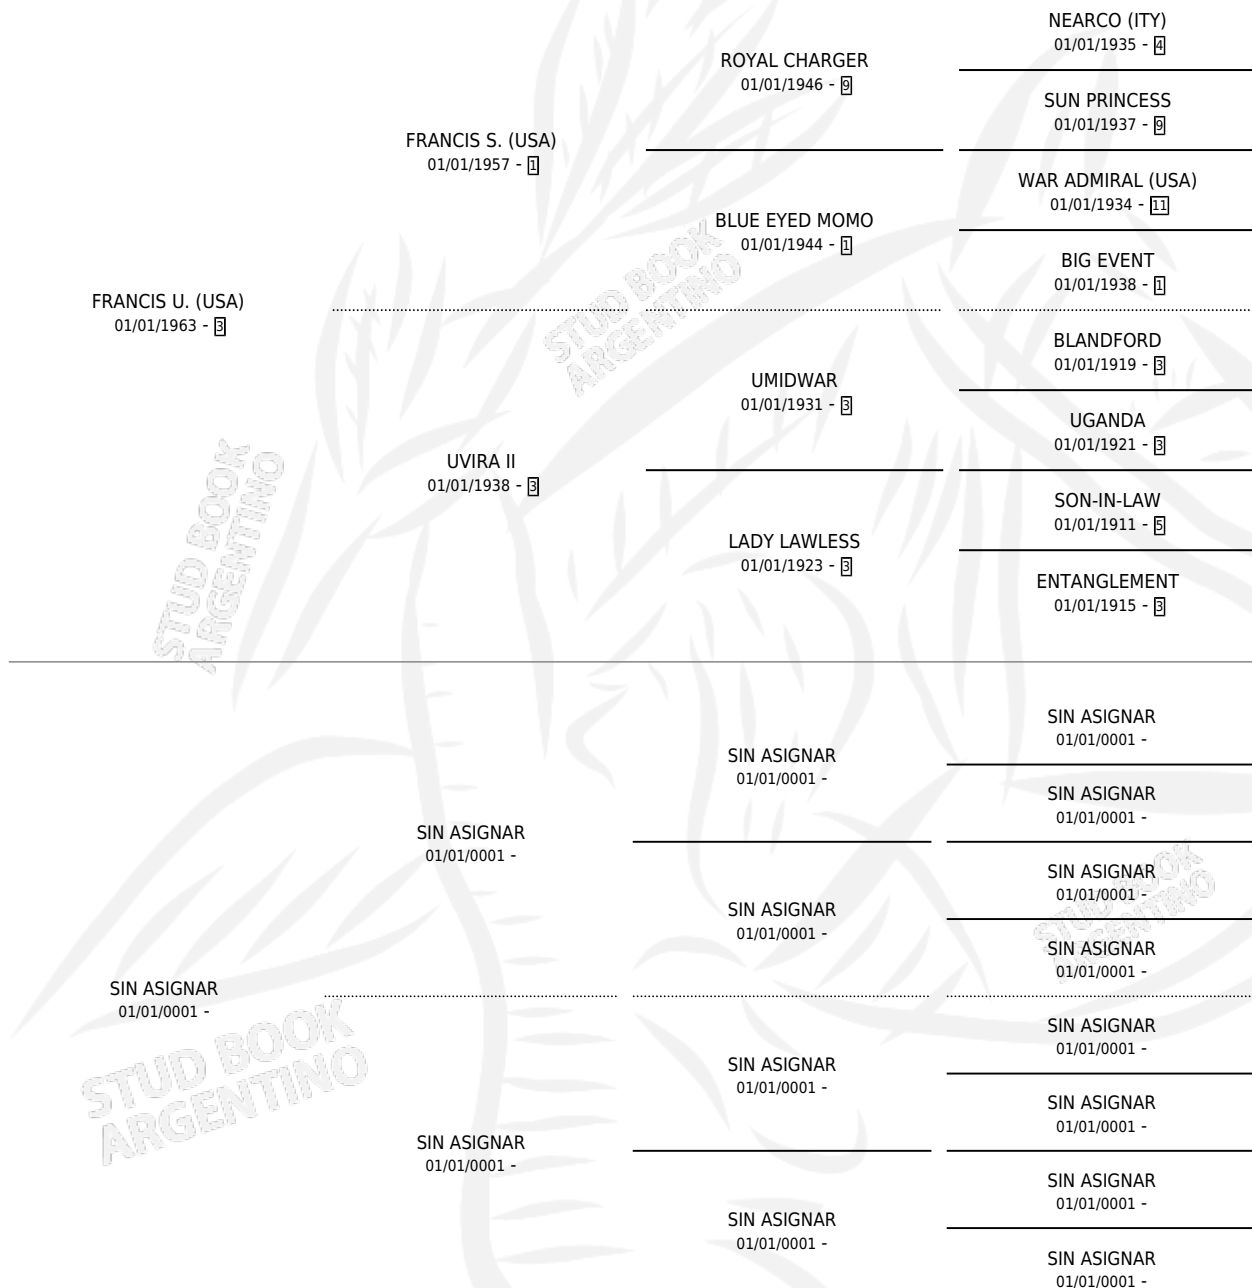 NEARCO (ITY)
01/01/1935 - 4
ROYAL CHARGER
01/01/1946 - 9
SUN PRINCESS
01/01/1937 - 9
FRANCIS S. (USA)
01/01/1957 - 1
WAR ADMIRAL (USA)
01/01/1934 - 11
BLUE EYED MOMO
01/01/1944 - 1
BIG EVENT
01/01/1938 - 1
FRANCIS U. (USA)
01/01/1963 - 3
BLANDFORD
01/01/1919 - 3
UMIDWAR
01/01/1931 - 3
UGANDA
01/01/1921 - 3
UVIRA II
01/01/1938 - 3
SON-IN-LAW
01/01/1911 - 5
LADY LAWLESS
01/01/1923 - 3
ENTANGLEMENT
01/01/1915 - 3
SIN ASIGNAR
01/01/0001 -
SIN ASIGNAR
01/01/0001 -
SIN ASIGNAR
01/01/0001 -
SIN ASIGNAR
01/01/0001 -
SIN ASIGNAR
01/01/0001 -
SIN ASIGNAR
01/01/0001 -
SIN ASIGNAR
01/01/0001 -
SIN ASIGNAR
01/01/0001 -
SIN ASIGNAR
01/01/0001 -
SIN ASIGNAR
01/01/0001 -
SIN ASIGNAR
01/01/0001 -
SIN ASIGNAR
01/01/0001 -
SIN ASIGNAR
01/01/0001 -
SIN ASIGNAR
01/01/0001 -
SIN ASIGNAR
01/01/0001 -
STUD BOOK
ARGENTINO
STUD BOOK
ARGENTINO
STUD BOOK
ARGENTINO
STUD BOOK
ARGENTINO